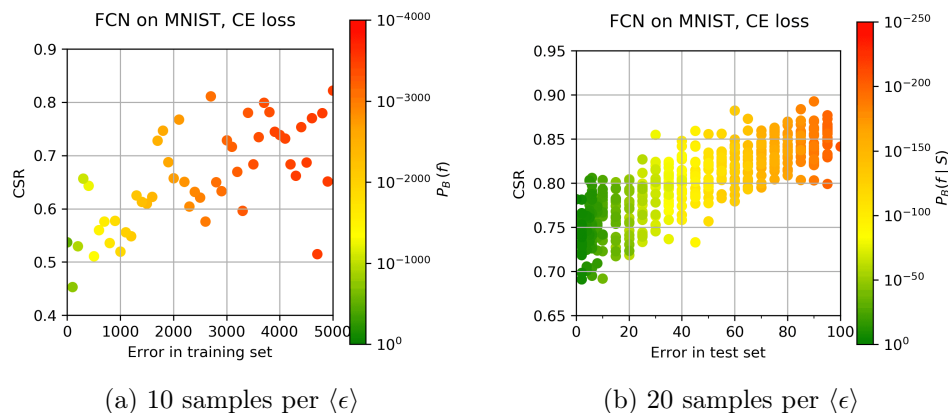 FCN on MNIST, CE loss
0.9
0.8
0.7
0.6
0.5
0.4
CSR
0 1000 2000 3000 4000 5000
Error in training set
10^{-4000}
10^{-3000}
10^{-2000}
10^{-1000}
10^0
P_B(f)
(a) 10 samples per ⟨ϵ⟩
FCN on MNIST, CE loss
0.95
0.90
0.85
0.80
0.75
0.70
0.65
CSR
0 20 40 60 80 100
Error in test set
10^{-250}
10^{-200}
10^{-150}
10^{-100}
10^{-50}
10^0
P_B(f | S)
(b) 20 samples per ⟨ϵ⟩